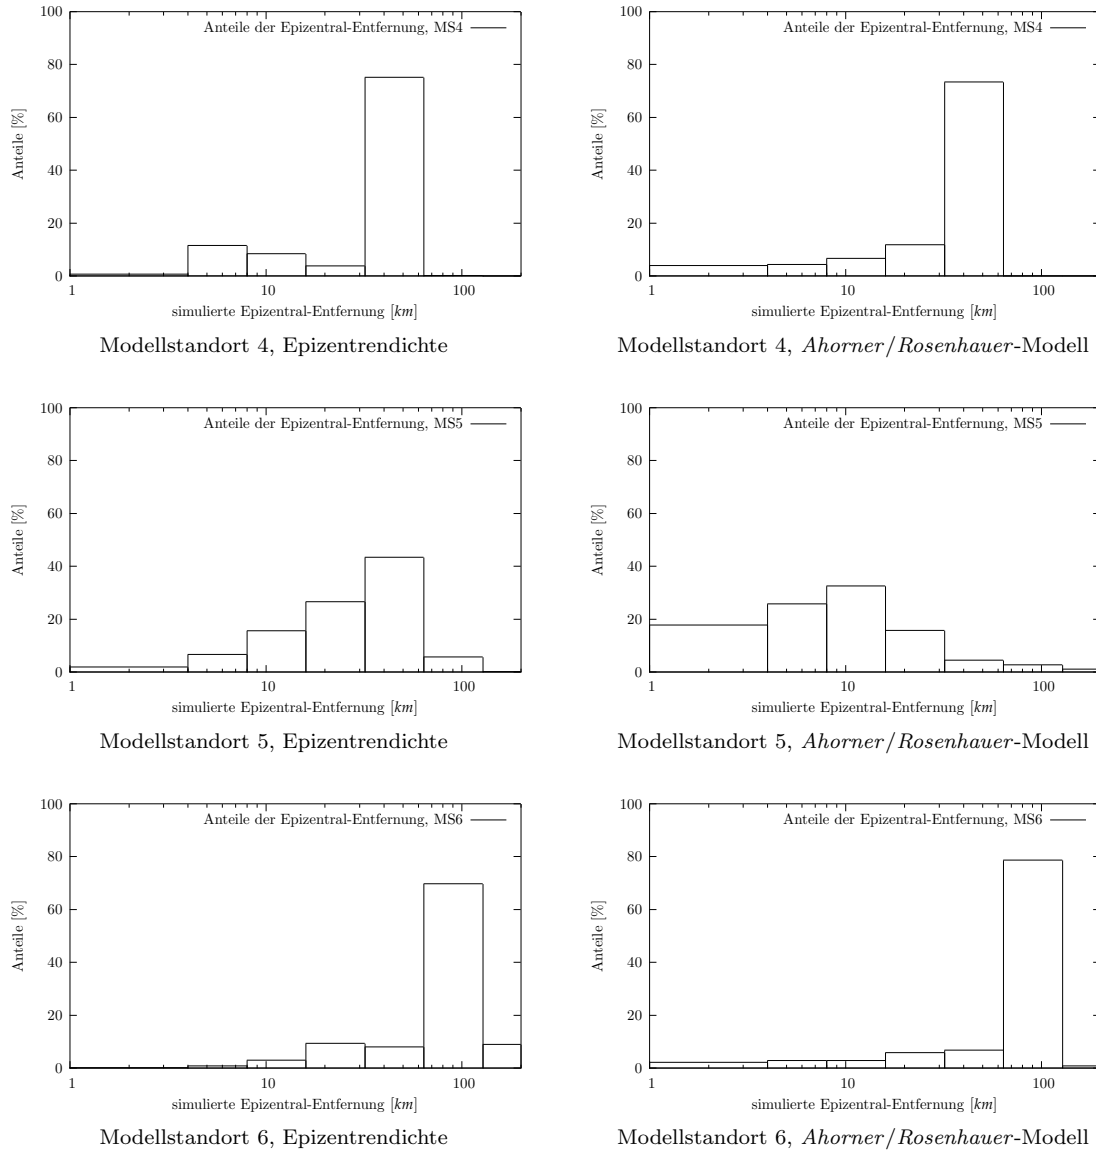 Anteile der Epizentral-Entfernung, MS4
100
80
60
40
20
0
Anteile [%]
1 10 100
simulierte Epizentral-Entfernung [km]
Modellstandort 4, Epizentrendichte
Anteile der Epizentral-Entfernung, MS4
100
80
60
40
20
0
Anteile [%]
1 10 100
simulierte Epizentral-Entfernung [km]
Modellstandort 4, Ahorner/Rosenhauer-Modell
Anteile der Epizentral-Entfernung, MS5
100
80
60
40
20
0
Anteile [%]
1 10 100
simulierte Epizentral-Entfernung [km]
Modellstandort 5, Epizentrendichte
Anteile der Epizentral-Entfernung, MS5
100
80
60
40
20
0
Anteile [%]
1 10 100
simulierte Epizentral-Entfernung [km]
Modellstandort 5, Ahorner/Rosenhauer-Modell
Anteile der Epizentral-Entfernung, MS6
100
80
60
40
20
0
Anteile [%]
1 10 100
simulierte Epizentral-Entfernung [km]
Modellstandort 6, Epizentrendichte
Anteile der Epizentral-Entfernung, MS6
100
80
60
40
20
0
Anteile [%]
1 10 100
simulierte Epizentral-Entfernung [km]
Modellstandort 6, Ahorner/Rosenhauer-Modell